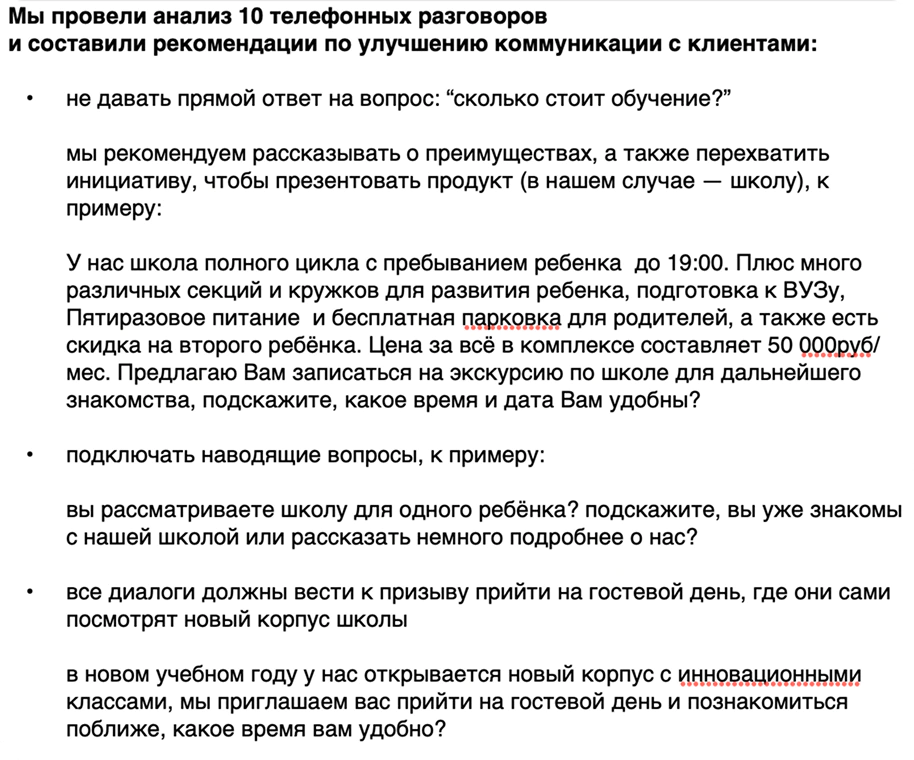 Мы провели анализ 10 телефонных разговоров
и составили рекомендации по улучшению коммуникации с клиентами:
• не давать прямой ответ на вопрос: “сколько стоит обучение?”
мы рекомендуем рассказывать о преимуществах, а также перехватить
инициативу, чтобы презентовать продукт (в нашем случае — школу), к
примеру:
У нас школа полного цикла с пребыванием ребенка  до 19:00. Плюс много
различных секций и кружков для развития ребенка, подготовка к ВУЗу,
Пятиразовое питание  и бесплатная парковка для родителей, а также есть
скидка на второго ребёнка. Цена за всё в комплексе составляет 50 000руб/
мес. Предлагаю Вам записаться на экскурсию по школе для дальнейшего
знакомства, подскажите, какое время и дата Вам удобны?
• подключать наводящие вопросы, к примеру:
вы рассматриваете школу для одного ребёнка? подскажите, вы уже знакомы
с нашей школой или рассказать немного подробнее о нас?
• все диалоги должны вести к призыву прийти на гостевой день, где они сами
посмотрят новый корпус школы
в новом учебном году у нас открывается новый корпус с инновационными
классами, мы приглашаем вас прийти на гостевой день и познакомиться
поближе, какое время вам удобно?